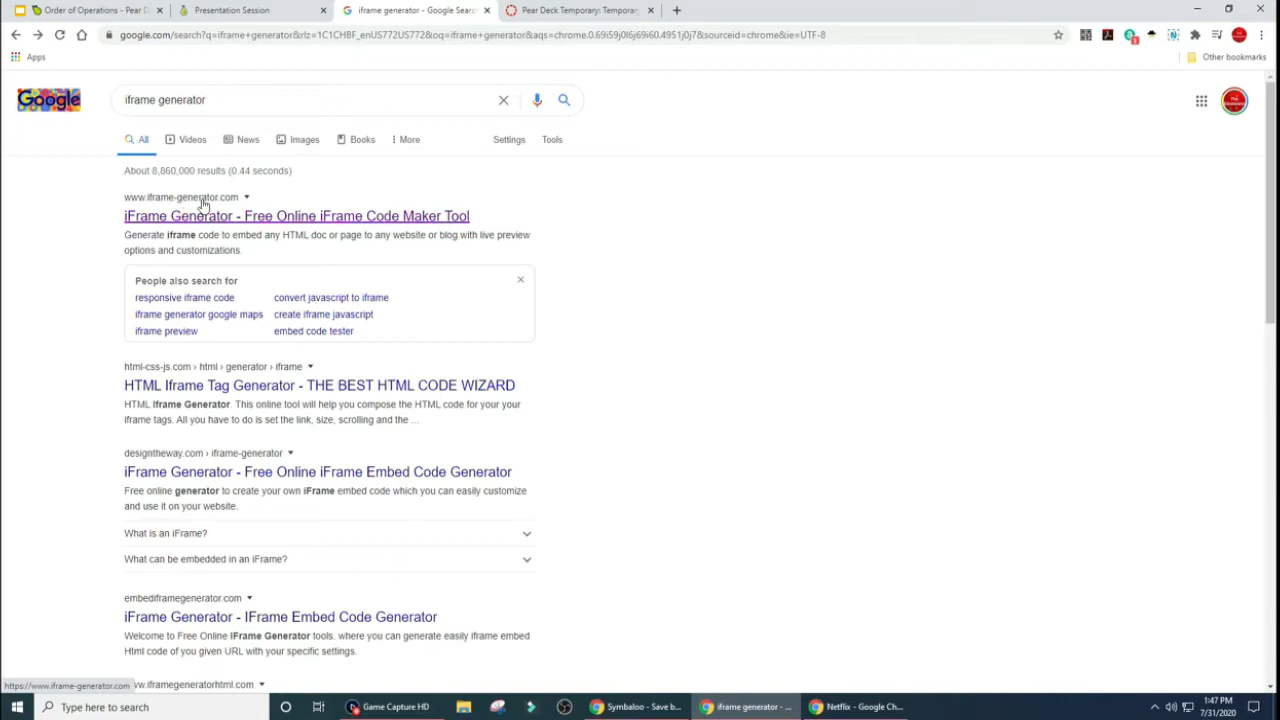 Order of Operations - Pear D
Presentation Session
iframe generator - Google Sear
Pear Deck Temporary: Temporar
google.com/search?q=iframe+generator&rlz=1C1CHBF_enUS772US772&oq=iframe+generator&aqs=chrome.0.69i59j0l6j69i60.4951j0j7&sourceid=chrome&ie=UTF-8
Apps
Other bookmarks
Google
iframe generator
All
Videos
News
Images
Books
More
Settings
Tools
About 8,860,000 results (0.44 seconds)
www.iframe-generator.com
iFrame Generator - Free Online iFrame Code Maker Tool
Generate iframe code to embed any HTML doc or page to any website or blog with live preview
options and customizations.
People also search for
responsive iframe code
convert javascript to iframe
iframe generator google maps
create iframe javascript
iframe preview
embed code tester
html-css-js.com › html › generator › iframe
HTML Iframe Tag Generator - THE BEST HTML CODE WIZARD
HTML Iframe Generator. This online tool will help you compose the HTML code for your your
iframe tags. All you have to do is set the link, size, scrolling and the ...
designtheway.com › iframe-generator
iFrame Generator - Free Online iFrame Embed Code Generator
Free online generator to create your own iFrame embed code which you can easily customize
and use it on your website.
What is an iFrame?
What can be embedded in an iFrame?
embediframegenerator.com
iFrame Generator - IFrame Embed Code Generator
Welcome to Free Online IFrame Generator tools. where you can generate easily iframe embed
Html code of you given URL with your specific settings.
https://www.iframe-generator.com
vw.iframegeneratorhtml.com
Type here to search
Game Capture HD
Symbaloo - Save b...
iframe generator - ...
Netflix - Google Ch...
1:47 PM
7/31/2020